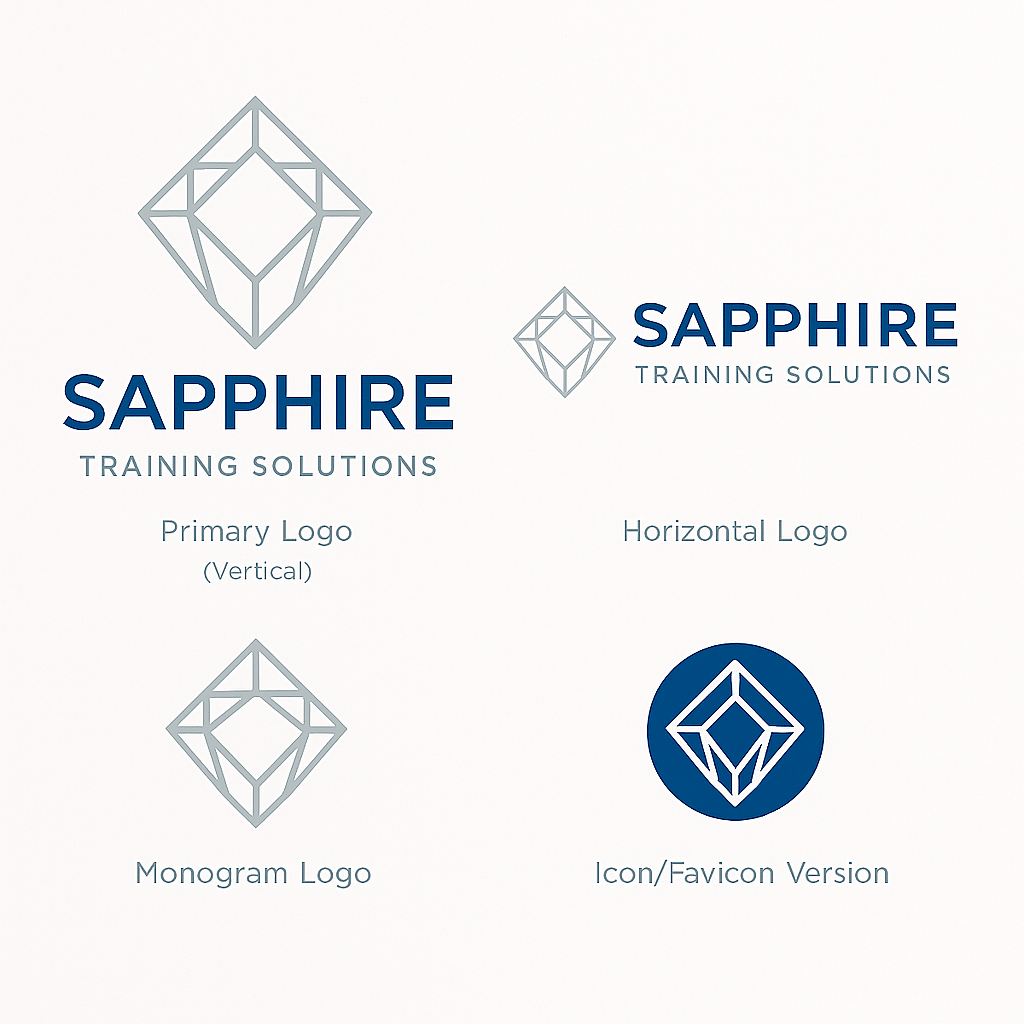 SAPPHIRE
TRAINING SOLUTIONS
Primary Logo
(Vertical)
SAPPHIRE
TRAINING SOLUTIONS
Horizontal Logo
Monogram Logo
Icon/Favicon Version